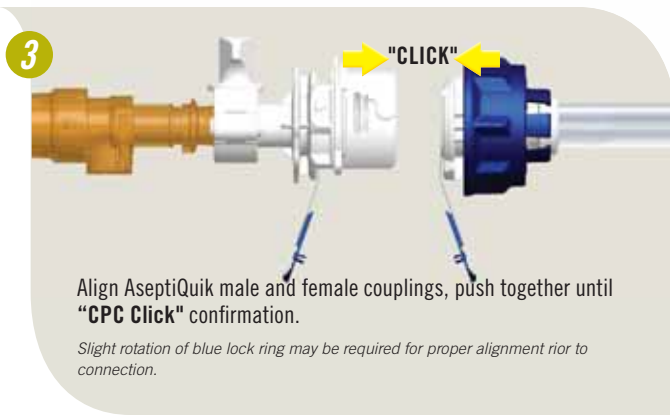 3
"CLICK"
Align AseptiQuik male and female couplings, push together until
“CPC Click" confirmation.
Slight rotation of blue lock ring may be required for proper alignment rior to
connection.